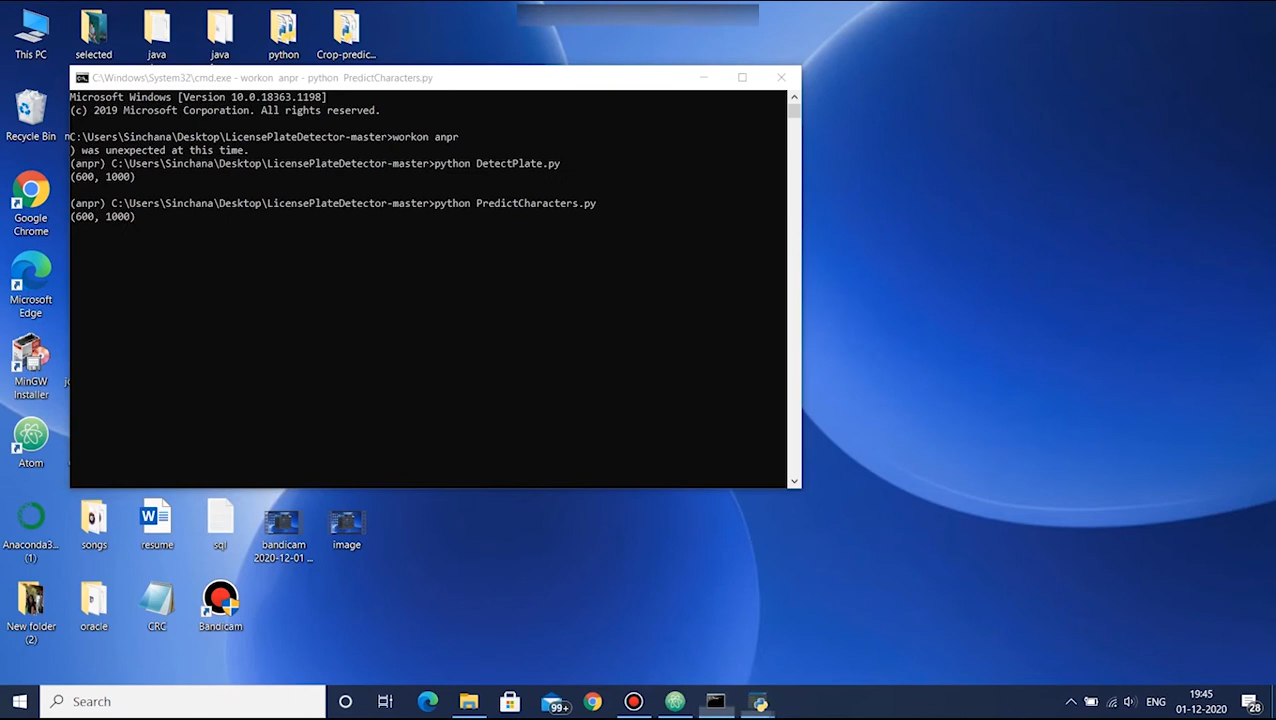 This PC
selected
java
java
python
Crop-predic...
C:\Windows\System32\cmd.exe - workon anpr - python PredictCharacters.py
Microsoft Windows [Version 10.0.18363.1198]
(c) 2019 Microsoft Corporation. All rights reserved.
C:\Users\Sinchana\Desktop\LicensePlateDetector-master>workon anpr
) was unexpected at this time.
(anpr) C:\Users\Sinchana\Desktop\LicensePlateDetector-master>python DetectPlate.py
(600, 1000)
(anpr) C:\Users\Sinchana\Desktop\LicensePlateDetector-master>python PredictCharacters.py
(600, 1000)
Recycle Bin
Google
Chrome
Microsoft
Edge
MinGW
Installer
Atom
Anaconda3...
(1)
songs
resume
sql
bandicam
2020-12-01 ...
image
New folder
(2)
oracle
CRC
Bandicam
Search
99+
ENG
19:45
01-12-2020
28